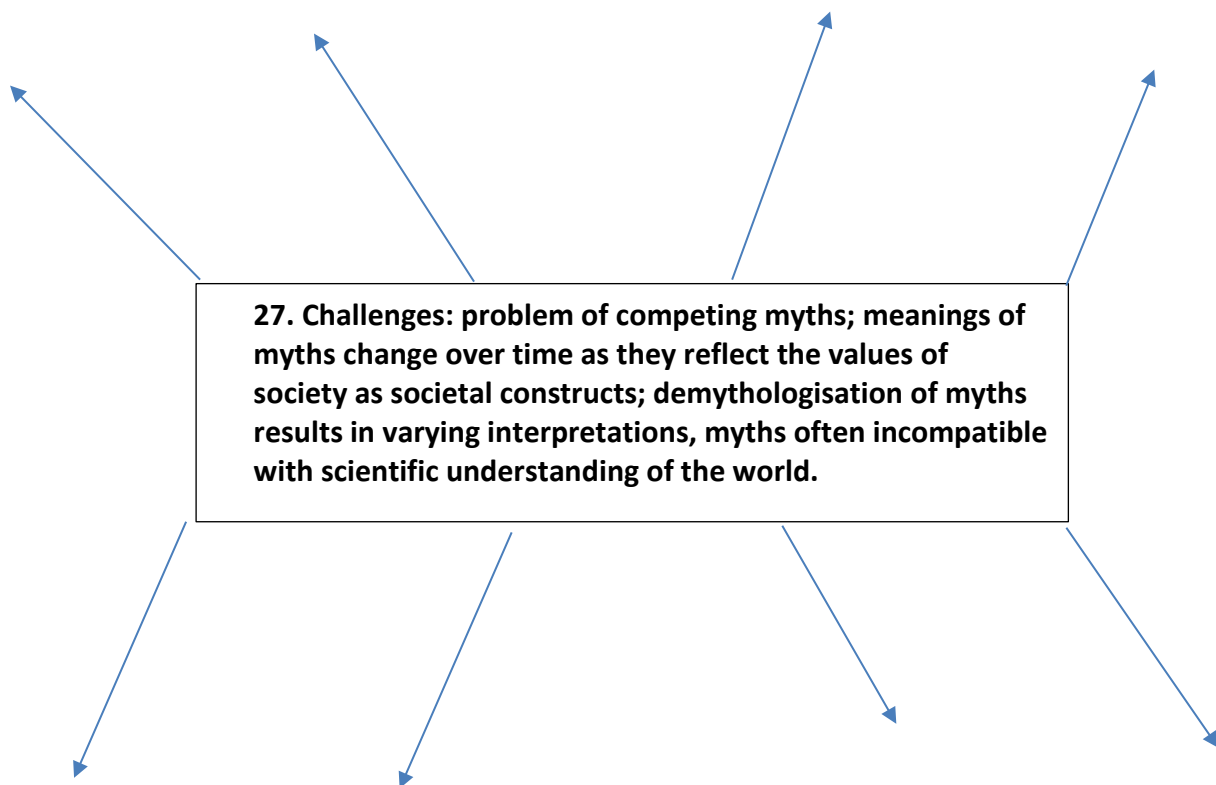 27. Challenges: problem of competing myths; meanings of
myths change over time as they reflect the values of
society as societal constructs; demythologisation of myths
results in varying interpretations, myths often incompatible
with scientific understanding of the world.